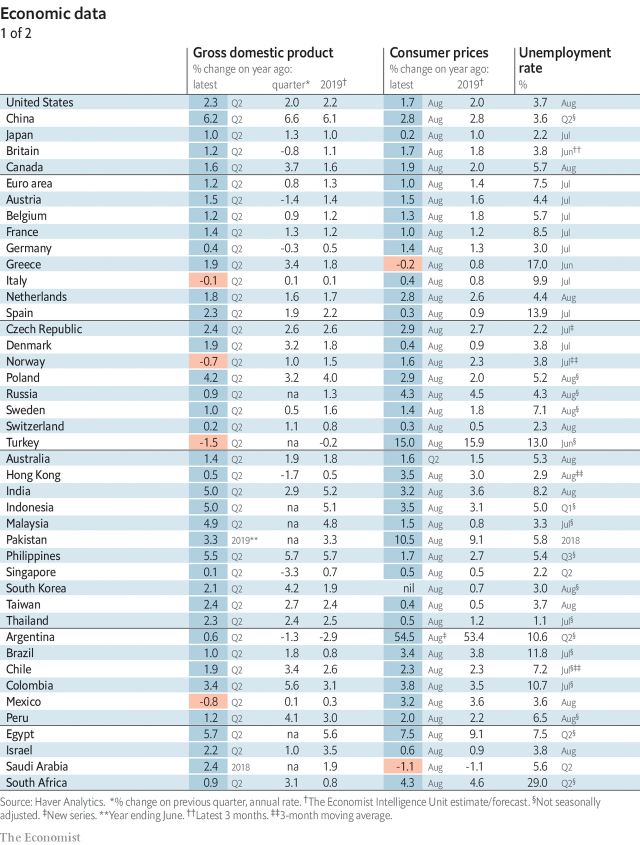 Economic data
1 of 2
Gross domestic product Consumer prices Unemployment
% change on year ago: % change on year ago: rate
latest quarter* 2019† latest 2019† %
United States 2.3 Q2 2.0 2.2 1.7 Aug 2.0 3.7 Aug
China 6.2 Q2 6.6 6.1 2.8 Aug 2.8 3.6 Q2§
Japan 1.0 Q2 1.3 1.0 0.2 Aug 1.0 2.2 Jul
Britain 1.2 Q2 -0.8 1.1 1.7 Aug 1.8 3.8 Jun††
Canada 1.6 Q2 3.7 1.6 1.9 Aug 2.0 5.7 Aug
Euro area 1.2 Q2 0.8 1.3 1.0 Aug 1.4 7.5 Jul
Austria 1.5 Q2 -1.4 1.4 1.5 Aug 1.6 4.4 Jul
Belgium 1.2 Q2 0.9 1.2 1.3 Aug 1.8 5.7 Jul
France 1.4 Q2 1.3 1.2 1.0 Aug 1.2 8.5 Jul
Germany 0.4 Q2 -0.3 0.5 1.4 Aug 1.3 3.0 Jul
Greece 1.9 Q2 3.4 1.8 -0.2 Aug 0.8 17.0 Jun
Italy -0.1 Q2 0.1 0.1 0.4 Aug 0.8 9.9 Jul
Netherlands 1.8 Q2 1.6 1.7 2.8 Aug 2.6 4.4 Aug
Spain 2.3 Q2 1.9 2.2 0.3 Aug 0.9 13.9 Jul
Czech Republic 2.4 Q2 2.6 2.6 2.9 Aug 2.7 2.2 Jul‡
Denmark 1.9 Q2 3.2 1.8 0.4 Aug 0.9 3.8 Jul
Norway -0.7 Q2 1.0 1.5 1.6 Aug 2.3 3.8 Jul‡‡
Poland 4.2 Q2 3.2 4.0 2.9 Aug 2.0 5.2 Aug§
Russia 0.9 Q2 na 1.3 4.3 Aug 4.5 4.3 Aug§
Sweden 1.0 Q2 0.5 1.6 1.4 Aug 1.8 7.1 Aug§
Switzerland 0.2 Q2 1.1 0.8 0.3 Aug 0.5 2.3 Aug
Turkey -1.5 Q2 na -0.2 15.0 Aug 15.9 13.0 Jun§
Australia 1.4 Q2 1.9 1.8 1.6 Q2 1.5 5.3 Aug
Hong Kong 0.5 Q2 -1.7 0.5 3.5 Aug 3.0 2.9 Aug‡‡
India 5.0 Q2 2.9 5.2 3.2 Aug 3.6 8.2 Aug
Indonesia 5.0 Q2 na 5.1 3.5 Aug 3.1 5.0 Q1§
Malaysia 4.9 Q2 na 4.8 1.5 Aug 0.8 3.3 Jul§
Pakistan 3.3 2019** na 3.3 10.5 Aug 9.1 5.8 2018
Philippines 5.5 Q2 5.7 5.7 1.7 Aug 2.7 5.4 Q3§
Singapore 0.1 Q2 -3.3 0.7 0.5 Aug 0.5 2.2 Q2
South Korea 2.1 Q2 4.2 1.9 nil Aug 0.7 3.0 Aug§
Taiwan 2.4 Q2 2.7 2.4 0.4 Aug 0.5 3.7 Aug
Thailand 2.3 Q2 2.4 2.5 0.5 Aug 1.2 1.1 Jul§
Argentina 0.6 Q2 -1.3 -2.9 54.5 Aug‡ 53.4 10.6 Q2§
Brazil 1.0 Q2 1.8 0.8 3.4 Aug 3.8 11.8 Jul§
Chile 1.9 Q2 3.4 2.6 2.3 Aug 2.3 7.2 Jul§‡‡
Colombia 3.4 Q2 5.6 3.1 3.8 Aug 3.5 10.7 Jul§
Mexico -0.8 Q2 0.1 0.3 3.2 Aug 3.6 3.6 Aug
Peru 1.2 Q2 4.1 3.0 2.0 Aug 2.2 6.5 Aug§
Egypt 5.7 Q2 na 5.6 7.5 Aug 9.1 7.5 Q2§
Israel 2.2 Q2 1.0 3.5 0.6 Aug 0.9 3.8 Aug
Saudi Arabia 2.4 2018 na 1.9 -1.1 Aug -1.1 5.6 Q2
South Africa 0.9 Q2 3.1 0.8 4.3 Aug 4.6 29.0 Q2§
Source: Haver Analytics. *% change on previous quarter, annual rate. †The Economist Intelligence Unit estimate/forecast. §Not seasonally
adjusted. ‡New series. **Year ending June. ††Latest 3 months. ‡‡3-month moving average.
The Economist